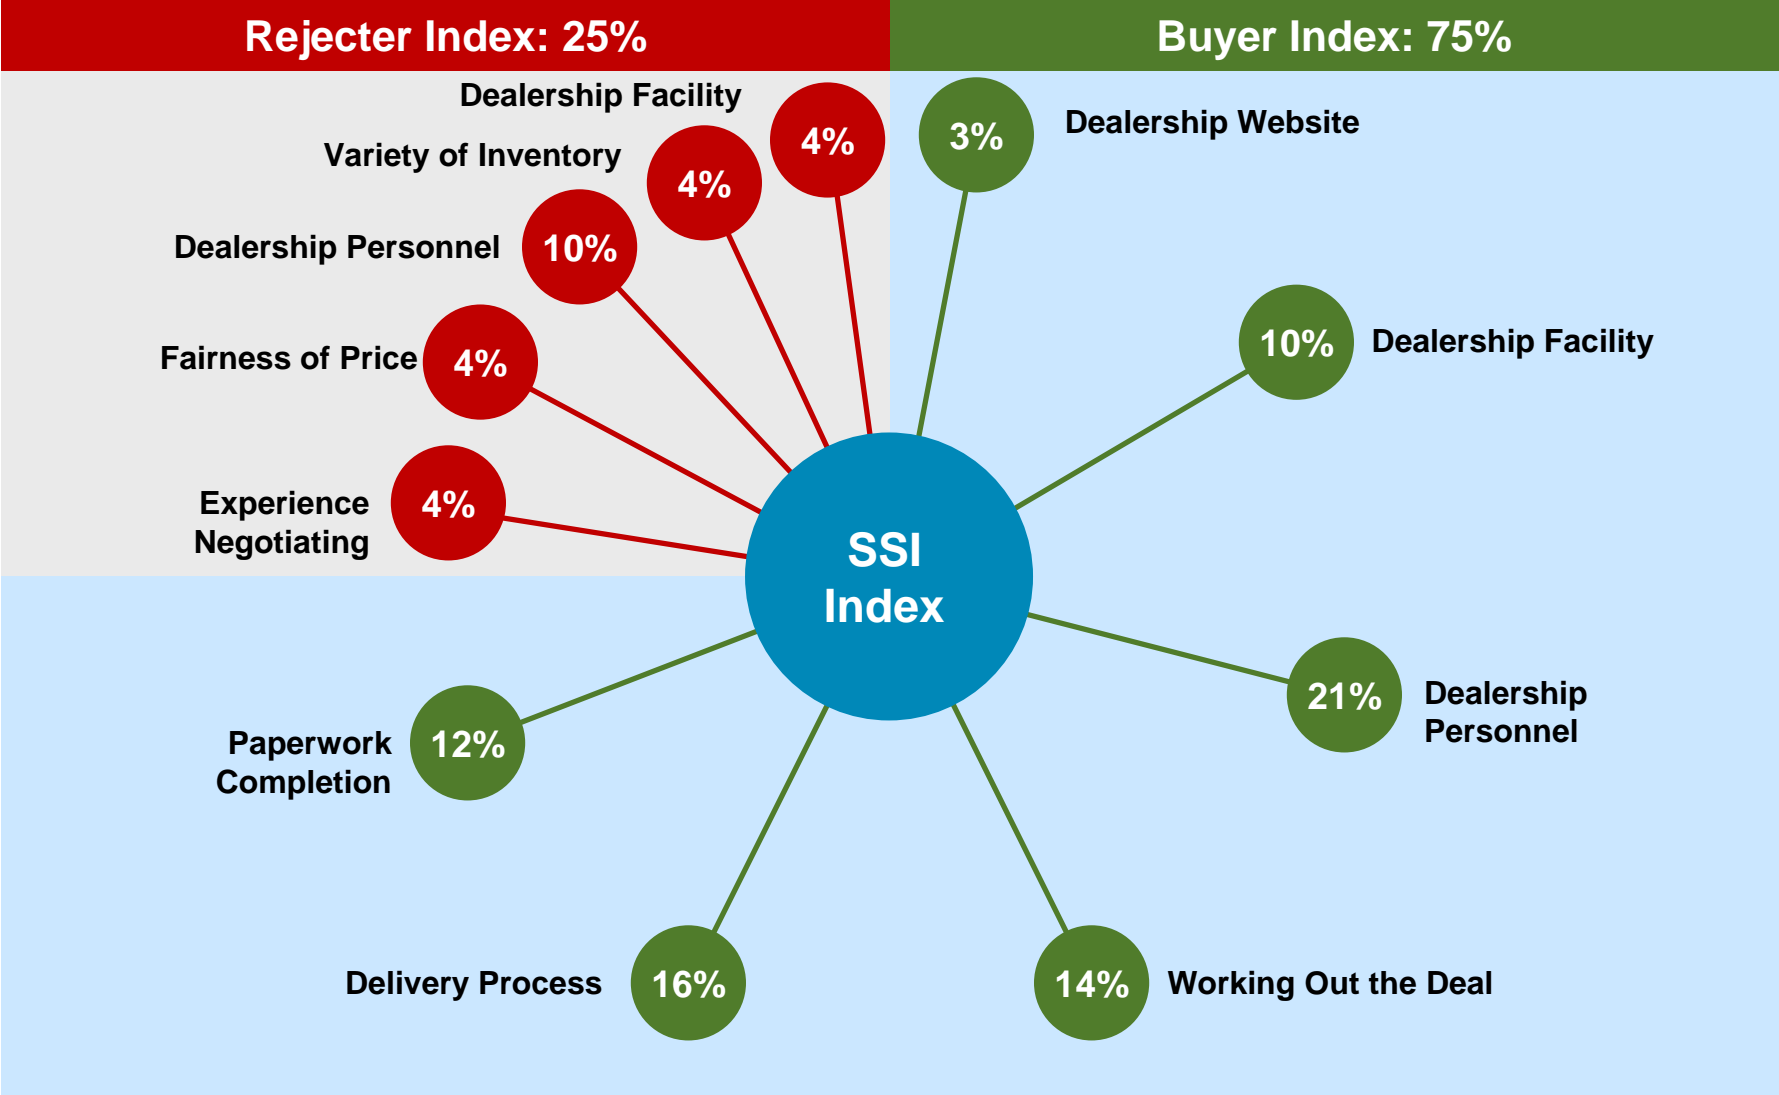 Rejecter Index: 25%
Buyer Index: 75%
Dealership Facility
4%
Variety of Inventory
4%
Dealership Personnel
10%
Fairness of Price
4%
Experience
Negotiating
4%
3%
Dealership Website
10%
Dealership Facility
SSI
Index
21%
Dealership
Personnel
Paperwork
Completion
12%
Delivery Process
16%
14%
Working Out the Deal